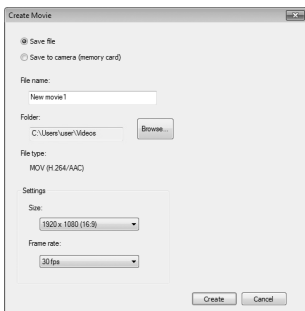 Create Movie
Save file
Save to camera (memory card)
File name:
New movie1
Folder:
C:\Users\user\Videos
Browse...
File type:
MOV (H.264/AAC)
Settings
Size:
1920 x 1080 (16:9)
Frame rate:
30 fps
Create Cancel